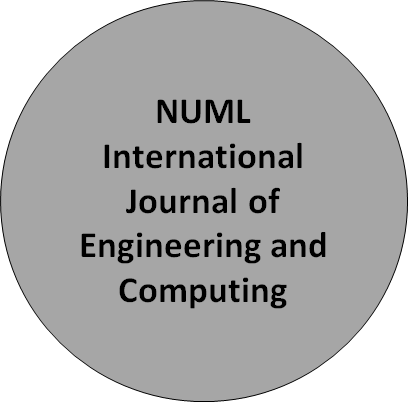 NUML
International
Journal of
Engineering and
Computing